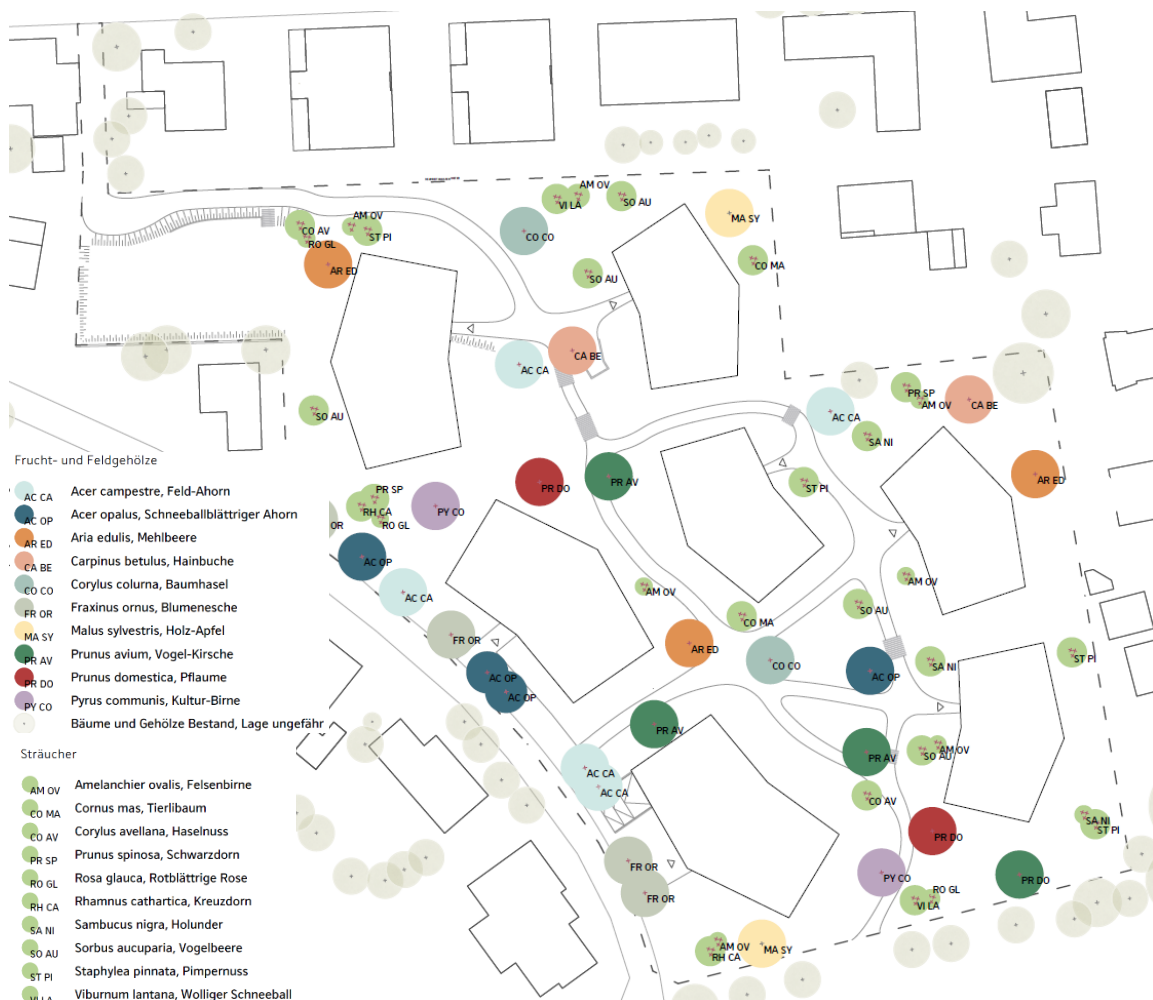 AM OV
VI LA
SO AU
MA SY
AM OV
CO AV
ST PI
RO GL
CO CO
AR ED
CO MA
SO AU
CA BE
AC CA
PR SP
AM OV
CA BE
SO AU
AC CA
SA NI
Frucht- und Feldgehölze
AC CA Acer campestre, Feld-Ahorn
AC OP Acer opalus, Schneeballblättriger Ahorn
AR ED Aria edulis, Mehlbeere
CA BE Carpinus betulus, Hainbuche
CO CO Corylus colurna, Baumhasel
FR OR Fraxinus ornus, Blumenesche
MA SY Malus sylvestris, Holz-Apfel
PR AV Prunus avium, Vogel-Kirsche
PR DO Prunus domestica, Pflaume
PY CO Pyrus communis, Kultur-Birne
Bäume und Gehölze Bestand, Lage ungefähr
Sträucher
AM OV Amelanchier ovalis, Felsenbirne
CO MA Cornus mas, Tierlibaum
CO AV Corylus avellana, Haselnuss
PR SP Prunus spinosa, Schwarzdorn
RO GL Rosa glauca, Rotblättrige Rose
RH CA Rhamnus cathartica, Kreuzdorn
SA NI Sambucus nigra, Holunder
SO AU Sorbus aucuparia, Vogelbeere
ST PI Staphylea pinnata, Pimpernuss
VI LA Viburnum lantana, Wolliger Schneeball
AR ED
PR DO
PR AV
ST PI
PR SP
RH CA
PY CO
OR
RO GL
AC OP
AM OV
AC CA
AM OV
SO AU
CO MA
FR OR
AR ED
ST PI
CO CO
SA NI
AC OP
AC OP
AC OP
PR AV
AM OV
SO AU
PR AV
AC CA
AC CA
CO AV
SA NI
ST PI
PR DO
FR OR
PY CO
PR DO
RO GL
FR OR
VI LA
AM OV
MA SY
RH CA